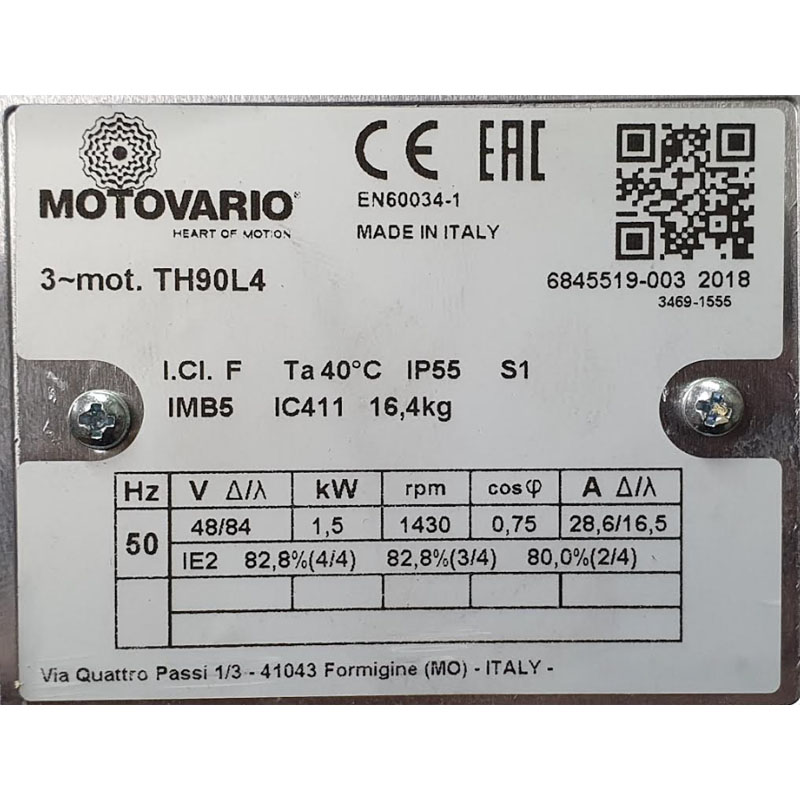 MOTOVARIO®
HEART OF MOTION
CE EAC
EN60034-1
MADE IN ITALY
3~mot. TH90L4
6845519-003 2018
3469-1555
I.Cl. F Ta 40°C IP55 S1
IMB5 IC411 16,4kg
Hz V Δ/λ kW rpm cosφ A Δ/λ
50 48/84 1,5 1430 0,75 28,6/16,5
IE2 82,8%(4/4) 82,8%(3/4) 80,0%(2/4)
Via Quattro Passi 1/3 - 41043 Formigine (MO) - ITALY -